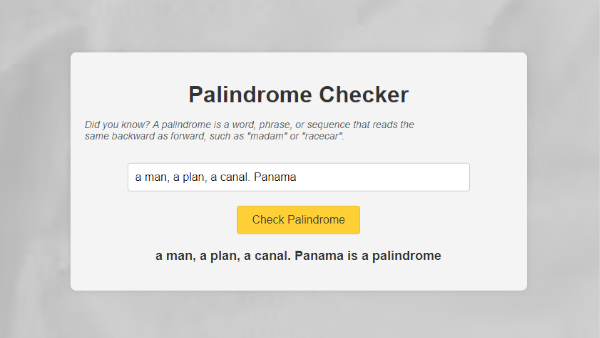 Palindrome Checker
Did you know? A palindrome is a word, phrase, or sequence that reads the
same backward as forward, such as "madam" or "racecar".
a man, a plan, a canal. Panama
Check Palindrome
a man, a plan, a canal. Panama is a palindrome